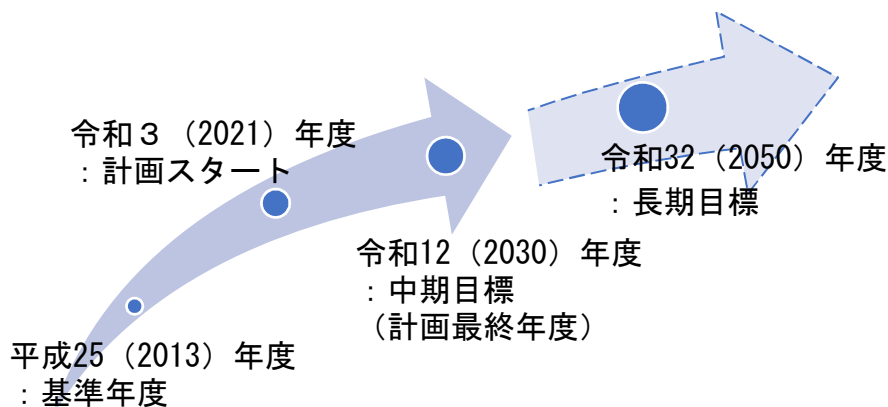 令和３（2021）年度
：計画スタート
令和32（2050）年度
：長期目標
令和12（2030）年度
：中期目標
（計画最終年度）
平成25（2013）年度
：基準年度